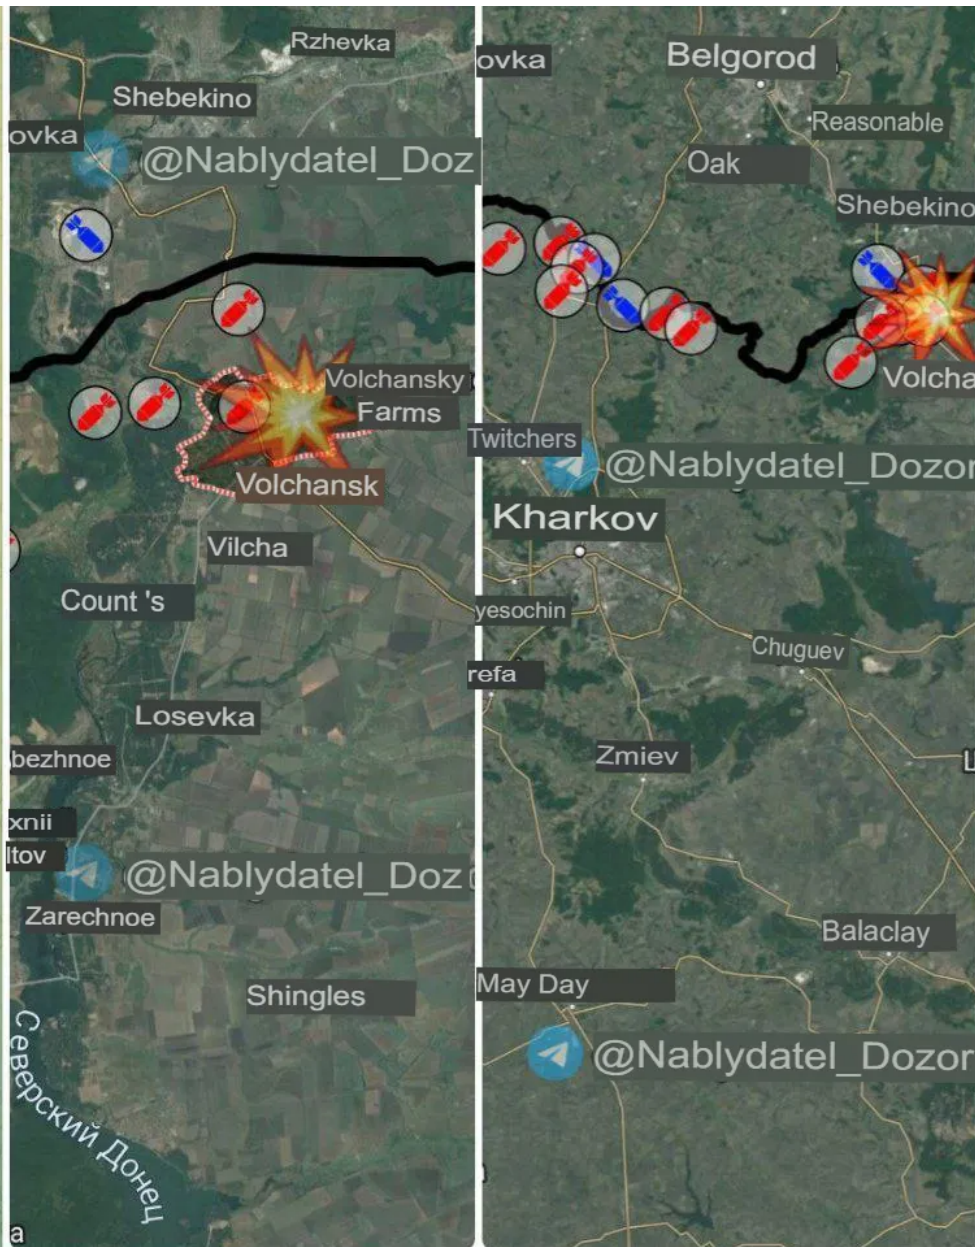 Rzhevka
Shebekino
ovka
@Nablydatel_Doz
Volchansky
Farms
Volchansk
Vilcha
Count 's
Losevka
bezhnoe
xnii
ltov
@Nablydatel_Doz
Zarechnoe
Shingles
Северский Донец
a
ovka
Belgorod
Reasonable
Oak
Shebekino
Volcha
Twitchers
@Nablydatel_Dozor
Kharkov
yesochin
Chuguev
refa
Zmiev
Balaclay
May Day
@Nablydatel_Dozor